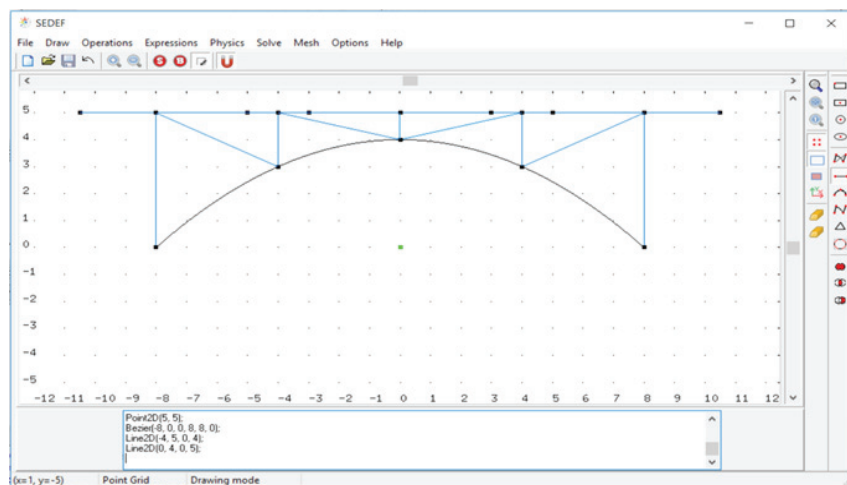 SEDEF
File Draw Operations Expressions Physics Solve Mesh Options Help
5
4
3
2
1
0
-1
-2
-3
-4
-5
-12 -11 -10 -9 -8 -7 -6 -5 -4 -3 -2 -1 0 1 2 3 4 5 6 7 8 9 10 11 12
Point2D(5, 5);
Bezier(-8, 0, 0, 8, 8, 0);
Line2D(-4, 5, 0, 4);
Line2D(0, 4, 0, 5);
(x=1, y=-5) Point Grid Drawing mode